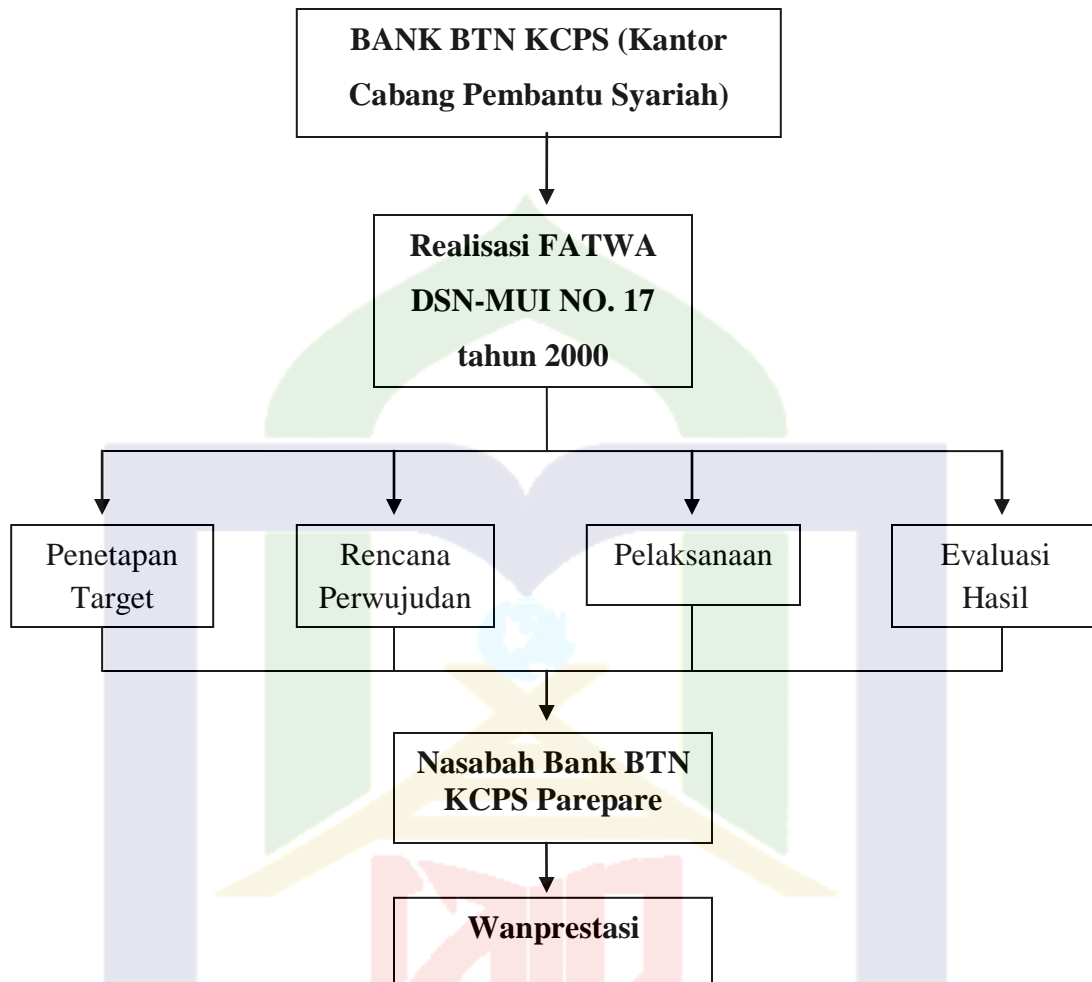 BANK BTN KCPS (Kantor
Cabang Pembantu Syariah)
Realisasi FATWA
DSN-MUI NO. 17
tahun 2000
Penetapan
Target
Rencana
Perwujudan
Pelaksanaan
Evaluasi
Hasil
Nasabah Bank BTN
KCPS Parepare
Wanprestasi